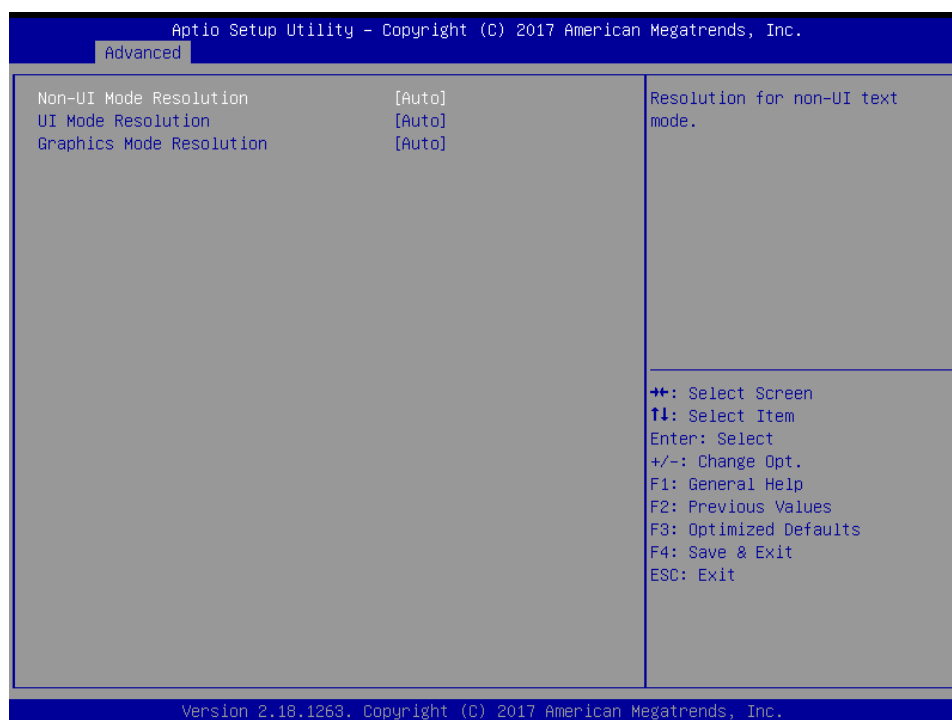 Aptio Setup Utility – Copyright (C) 2017 American Megatrends, Inc.
Advanced
Non-UI Mode Resolution [Auto]
UI Mode Resolution [Auto]
Graphics Mode Resolution [Auto]
Resolution for non-UI text
mode.
→←: Select Screen
↑↓: Select Item
Enter: Select
+/-: Change Opt.
F1: General Help
F2: Previous Values
F3: Optimized Defaults
F4: Save & Exit
ESC: Exit
Version 2.18.1263. Copyright (C) 2017 American Megatrends, Inc.